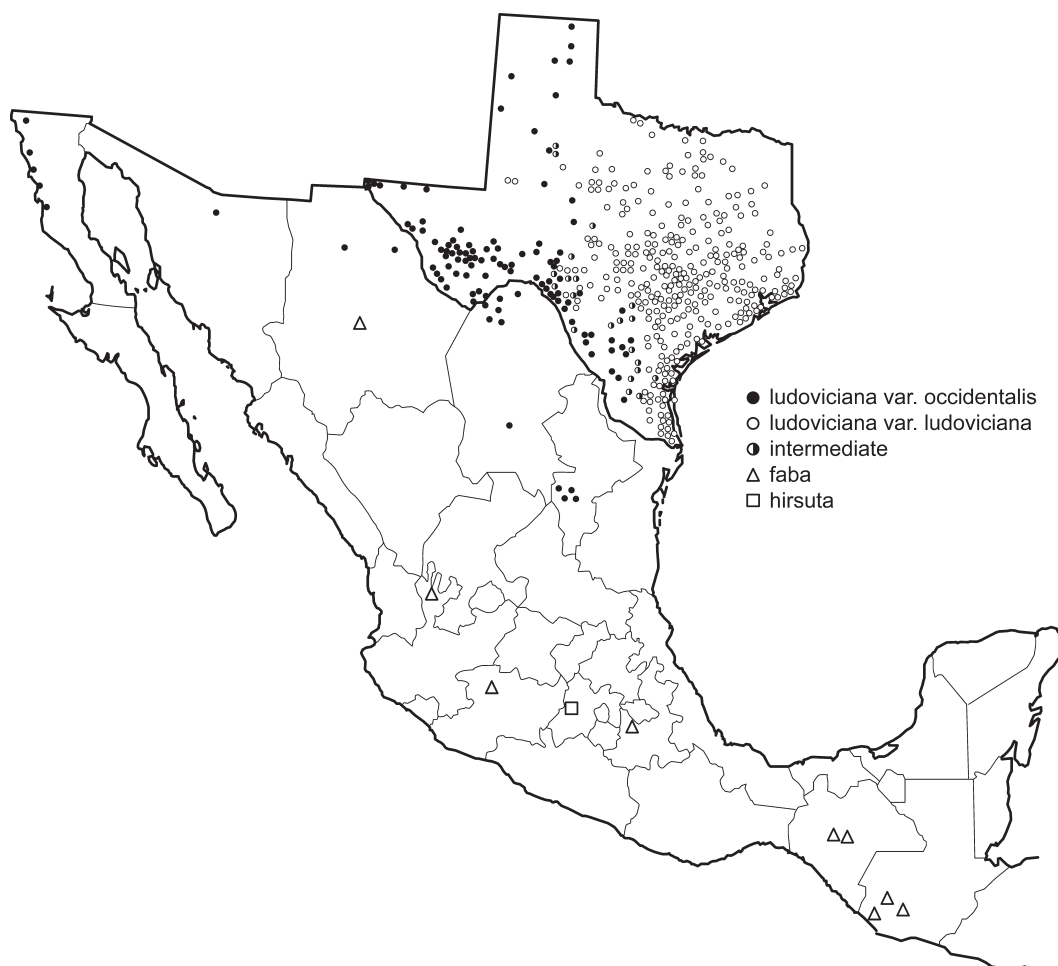 ludoviciana var. occidentalis
ludoviciana var. ludoviciana
intermediate
faba
hirsuta